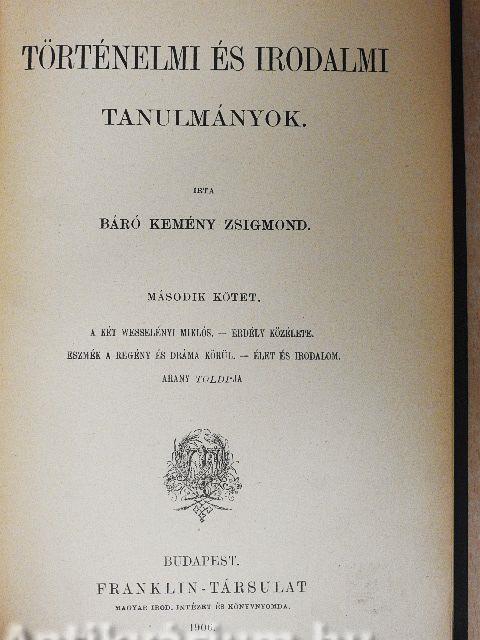 TÖRTÉNELMI ÉS IRODALMI
TANULMÁNYOK.
IRTA
BÁRÓ KEMÉNY ZSIGMOND.
MÁSODIK KÖTET.
A KÉT WESSELÉNYI MIKLÓS. — ERDÉLY KÖZÉLETE.
ESZMÉK A REGÉNY ÉS DRÁMA KÖRÜL. — ÉLET ÉS IRODALOM.
ARANY TOLDI-JA
BUDAPEST.
FRANKLIN-TÁRSULAT
MAGYAR IROD. INTÉZET ÉS KÖNYVNYOMDA.
1906.